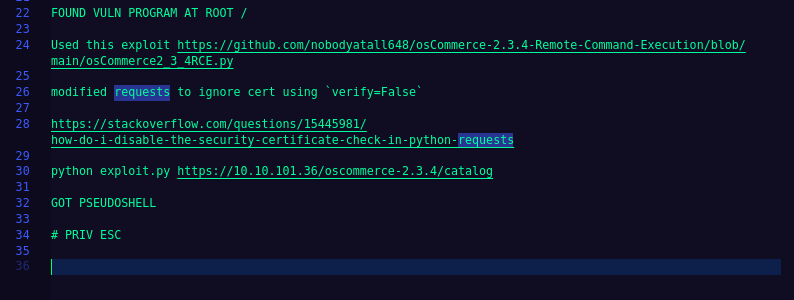 22 FOUND VULN PROGRAM AT ROOT /
23
24 Used this exploit https://github.com/nobodyatall648/osCommerce-2.3.4-Remote-Command-Execution/blob/
main/osCommerce2_3_4RCE.py
25
26 modified requests to ignore cert using `verify=False`
27
28 https://stackoverflow.com/questions/15445981/
how-do-i-disable-the-security-certificate-check-in-python-requests
29
30 python exploit.py https://10.10.101.36/oscommerce-2.3.4/catalog
31
32 GOT PSEUDOSHELL
33
34 # PRIV ESC
35
36